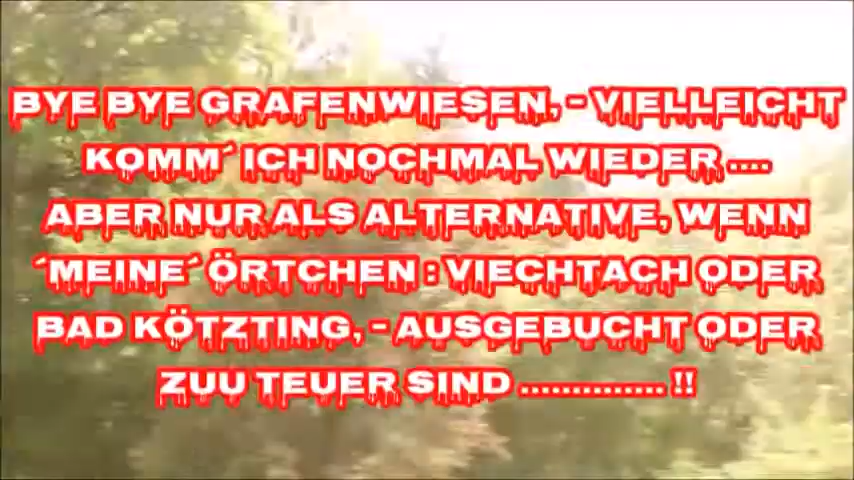 BYE BYE GRAFENWIESEN, - VIELLEICHT
KOMM´ ICH NOCHMAL WIEDER ....
ABER NUR ALS ALTERNATIVE, WENN
´MEINE´ ÖRTCHEN : VIECHTACH ODER
BAD KÖTZTING, - AUSGEBUCHT ODER
ZUU TEUER SIND .............. !!